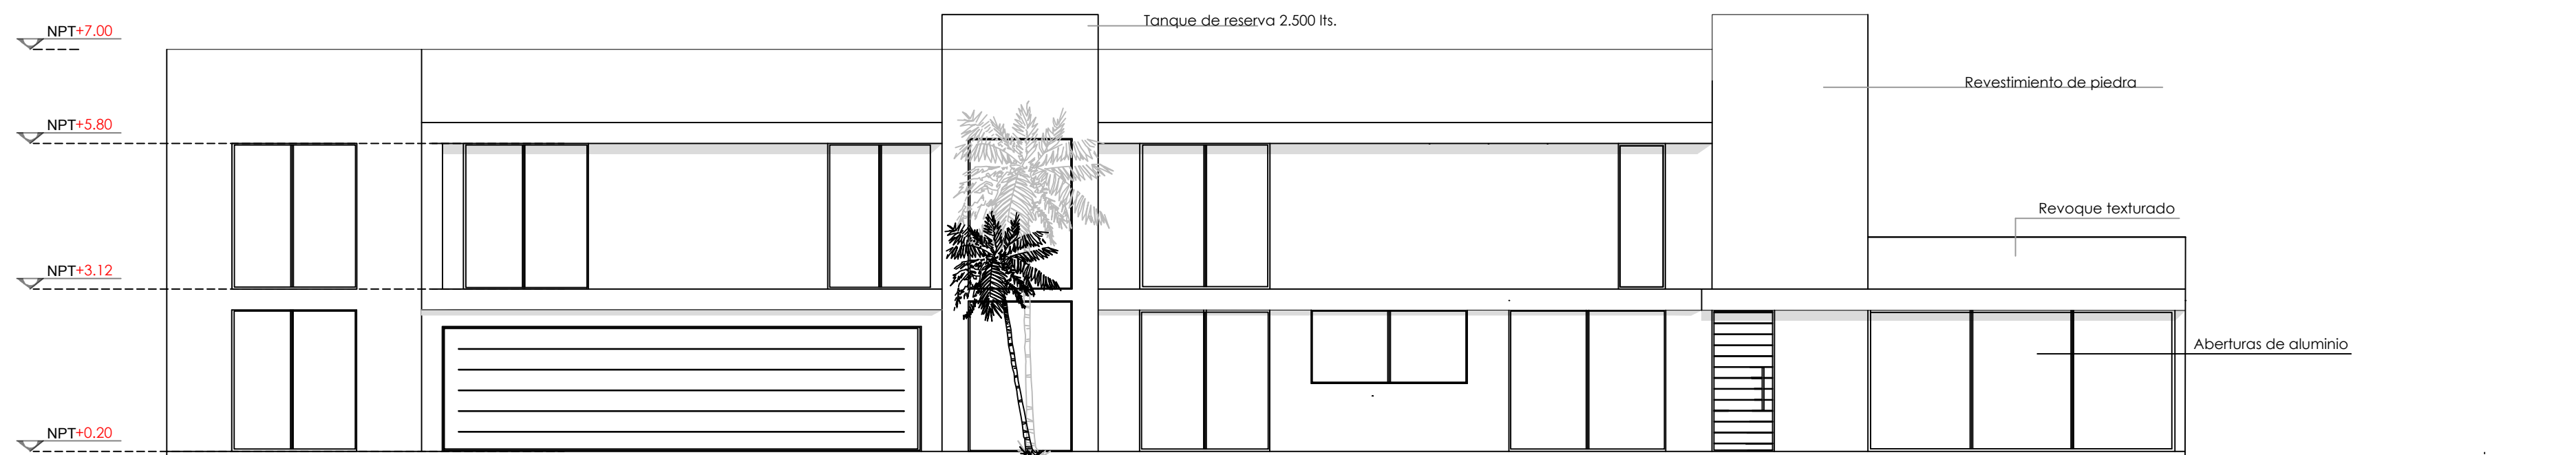 Tanque de reserva 2.500 lts.
NPT+7.00
Revestimiento de piedra
NPT+5.80
Revoque texturado
NPT+3.12
Aberturas de aluminio
NPT+0.20